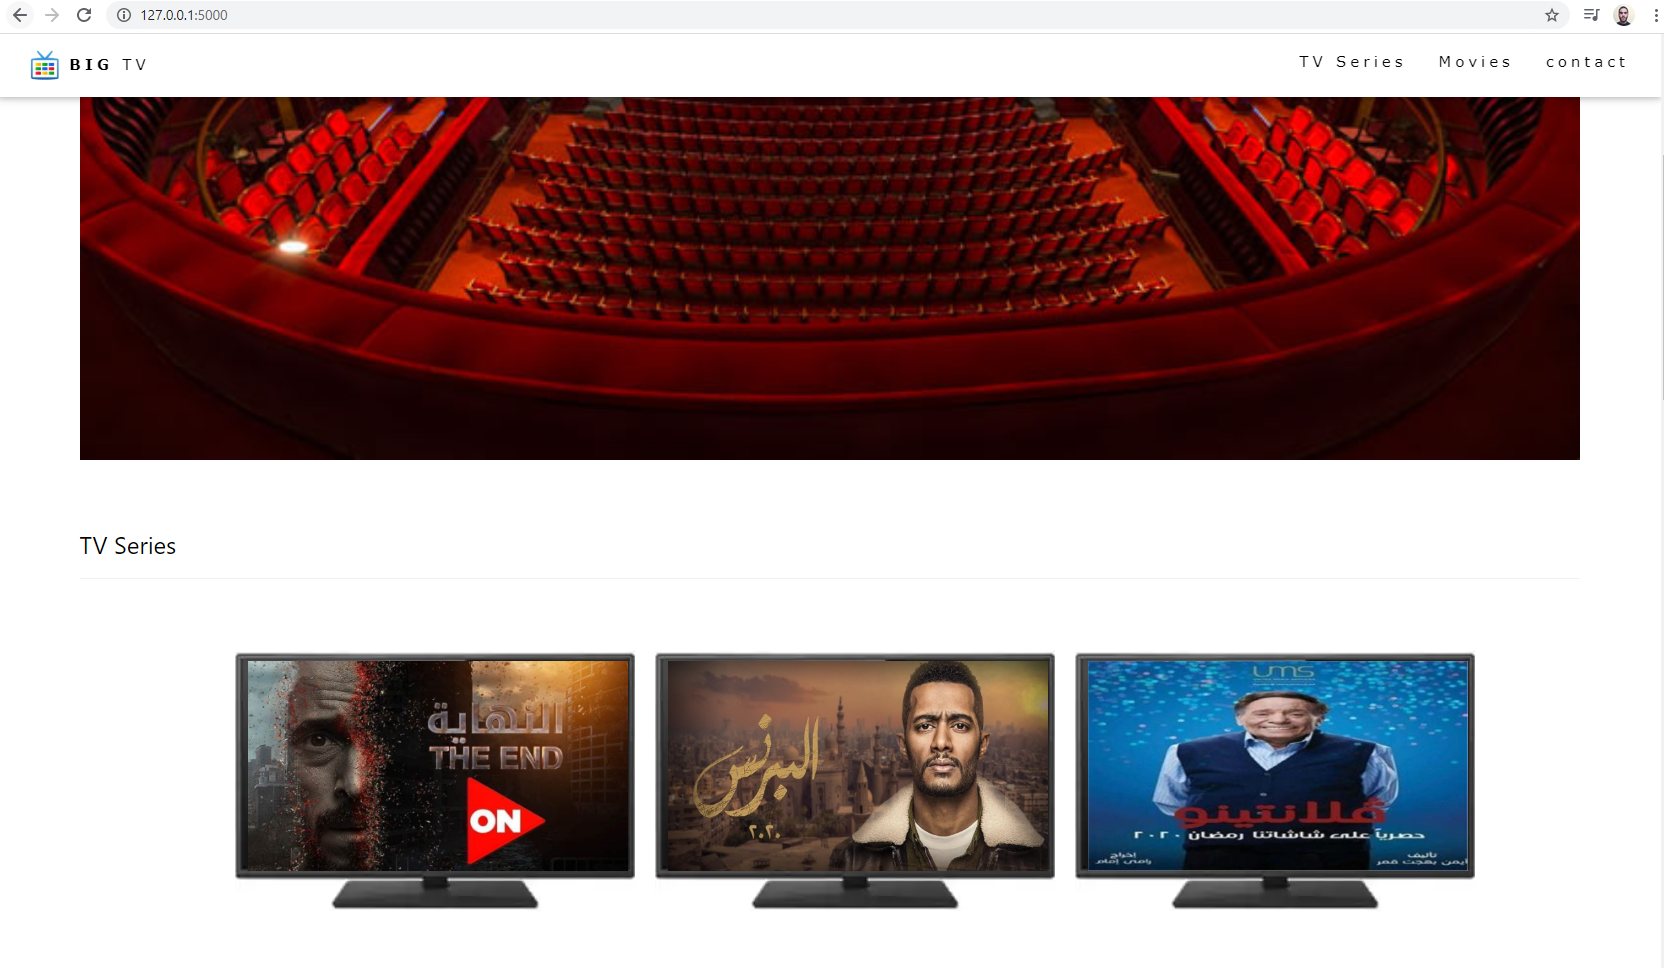 127.0.0.1:5000
BIG TV
TV Series
Movies
contact
TV Series
النهاية
THE END
ON
البرنس
٢٠٢٠
ums
ڤلانتينو
حصرياً على شاشاتنا رمضان ٢٠٢٠
تأليف
أيمن بهجت قمر
إخراج
رامي إمام